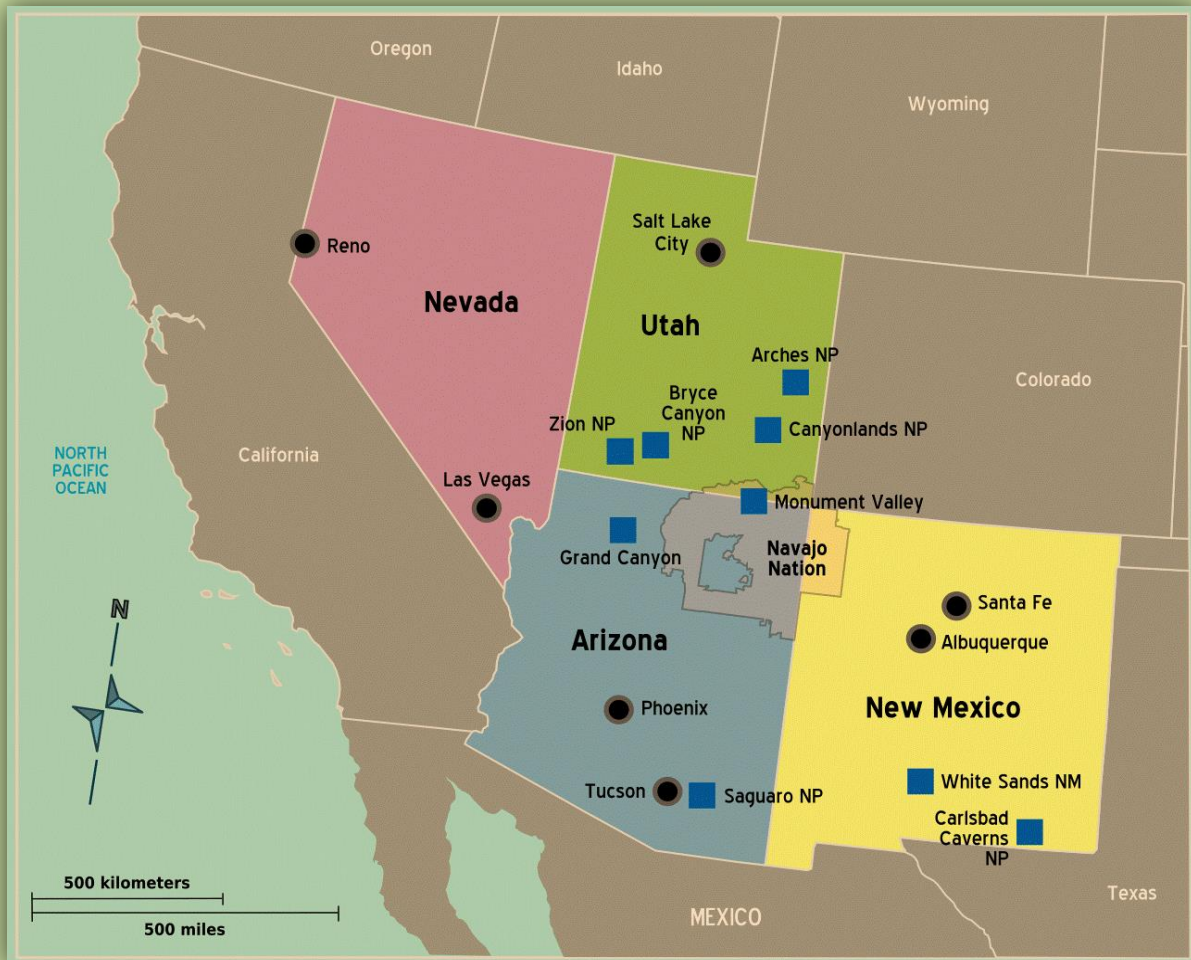 Oregon
Idaho
Wyoming
Salt Lake
City
Reno
Nevada
Utah
Arches NP
Colorado
Bryce
Canyon
NP
Zion NP
Canyonlands NP
NORTH
PACIFIC
OCEAN
California
Las Vegas
Monument Valley
Grand Canyon
Navajo
Nation
N
Santa Fe
Albuquerque
Arizona
Phoenix
New Mexico
Tucson
Saguaro NP
White Sands NM
Carlsbad
Caverns
NP
Texas
MEXICO
500 kilometers
500 miles